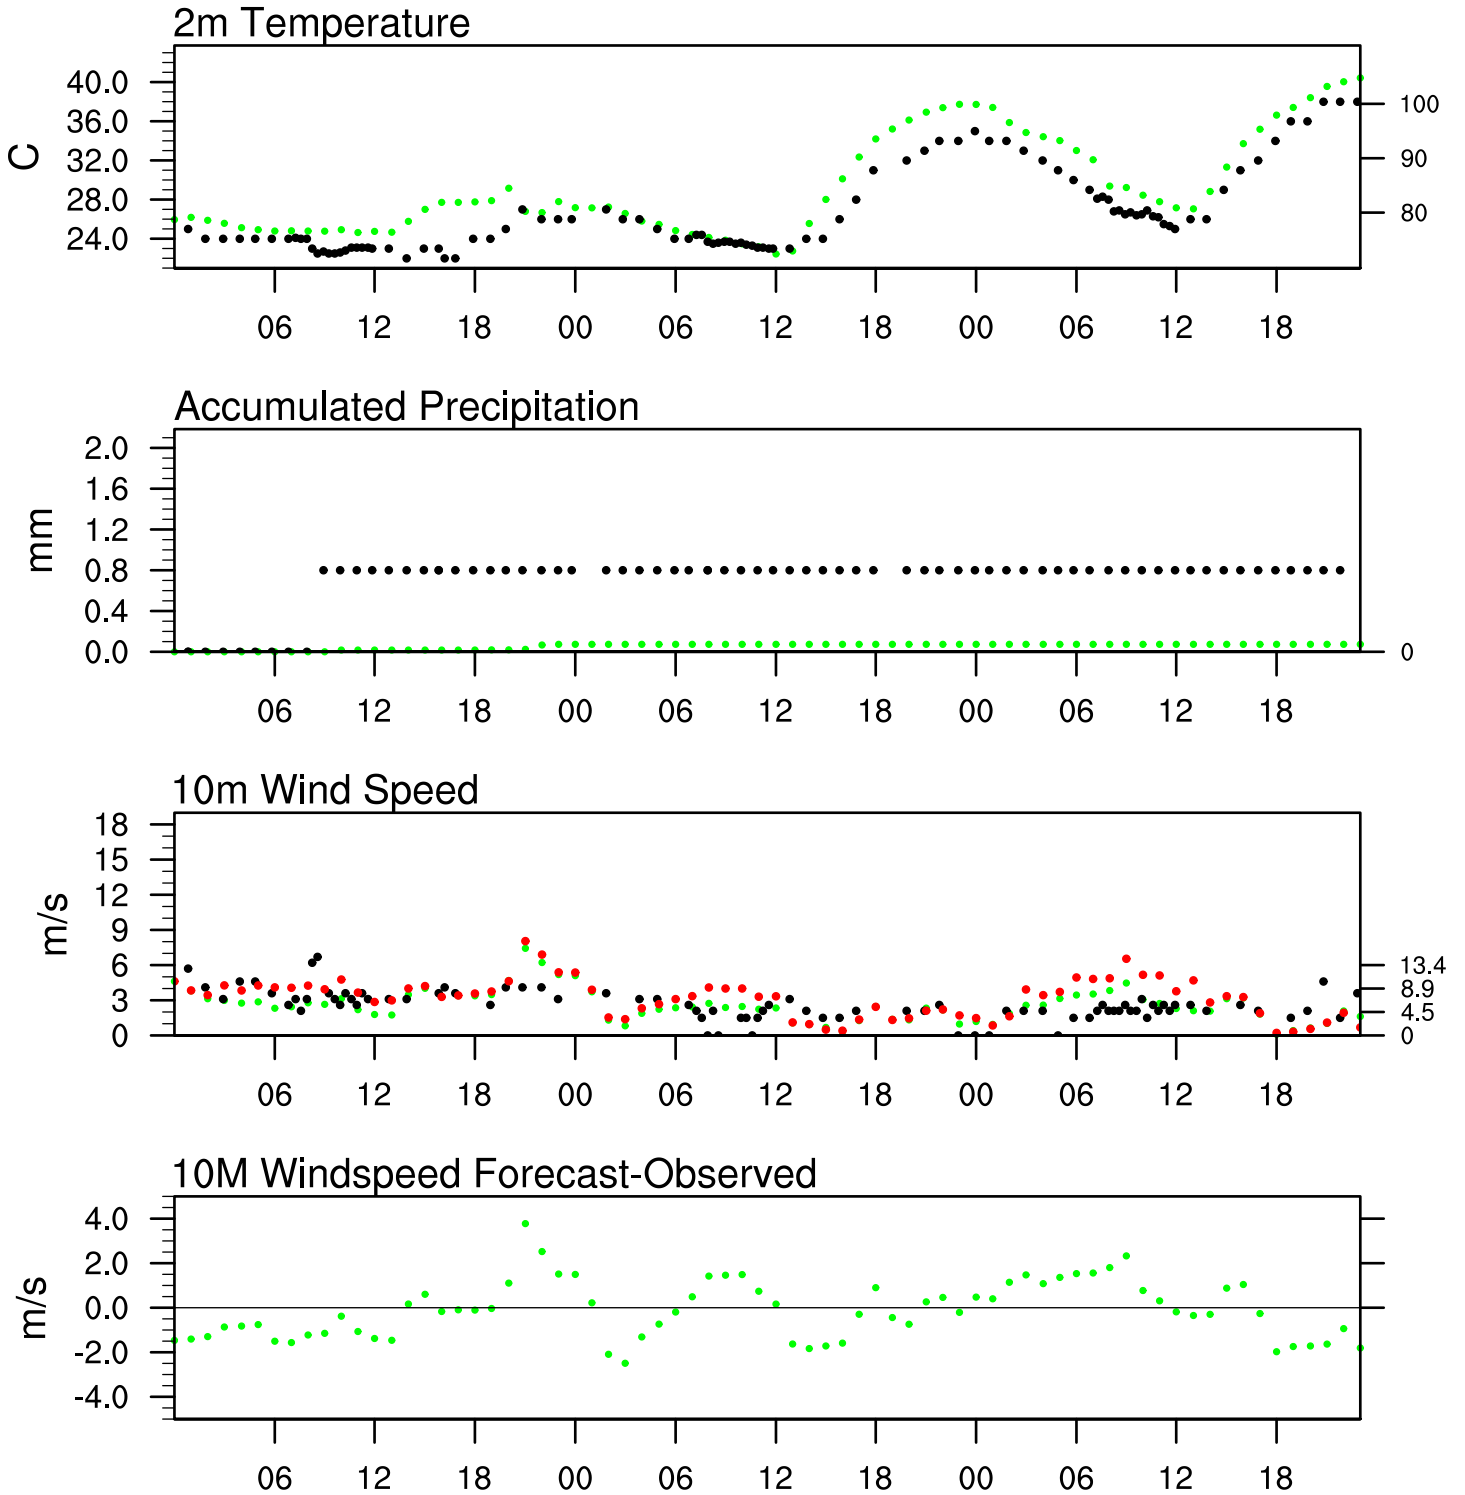 2m Temperature
40.0
36.0
32.0
28.0
24.0
C
100
90
80
06 12 18 00 06 12 18 00 06 12 18
Accumulated Precipitation
2.0
1.6
1.2
0.8
0.4
0.0
mm
0
06 12 18 00 06 12 18 00 06 12 18
10m Wind Speed
18
15
12
9
6
3
0
m/s
13.4
8.9
4.5
0
06 12 18 00 06 12 18 00 06 12 18
10M Windspeed Forecast-Observed
4.0
2.0
0.0
-2.0
-4.0
m/s
06 12 18 00 06 12 18 00 06 12 18